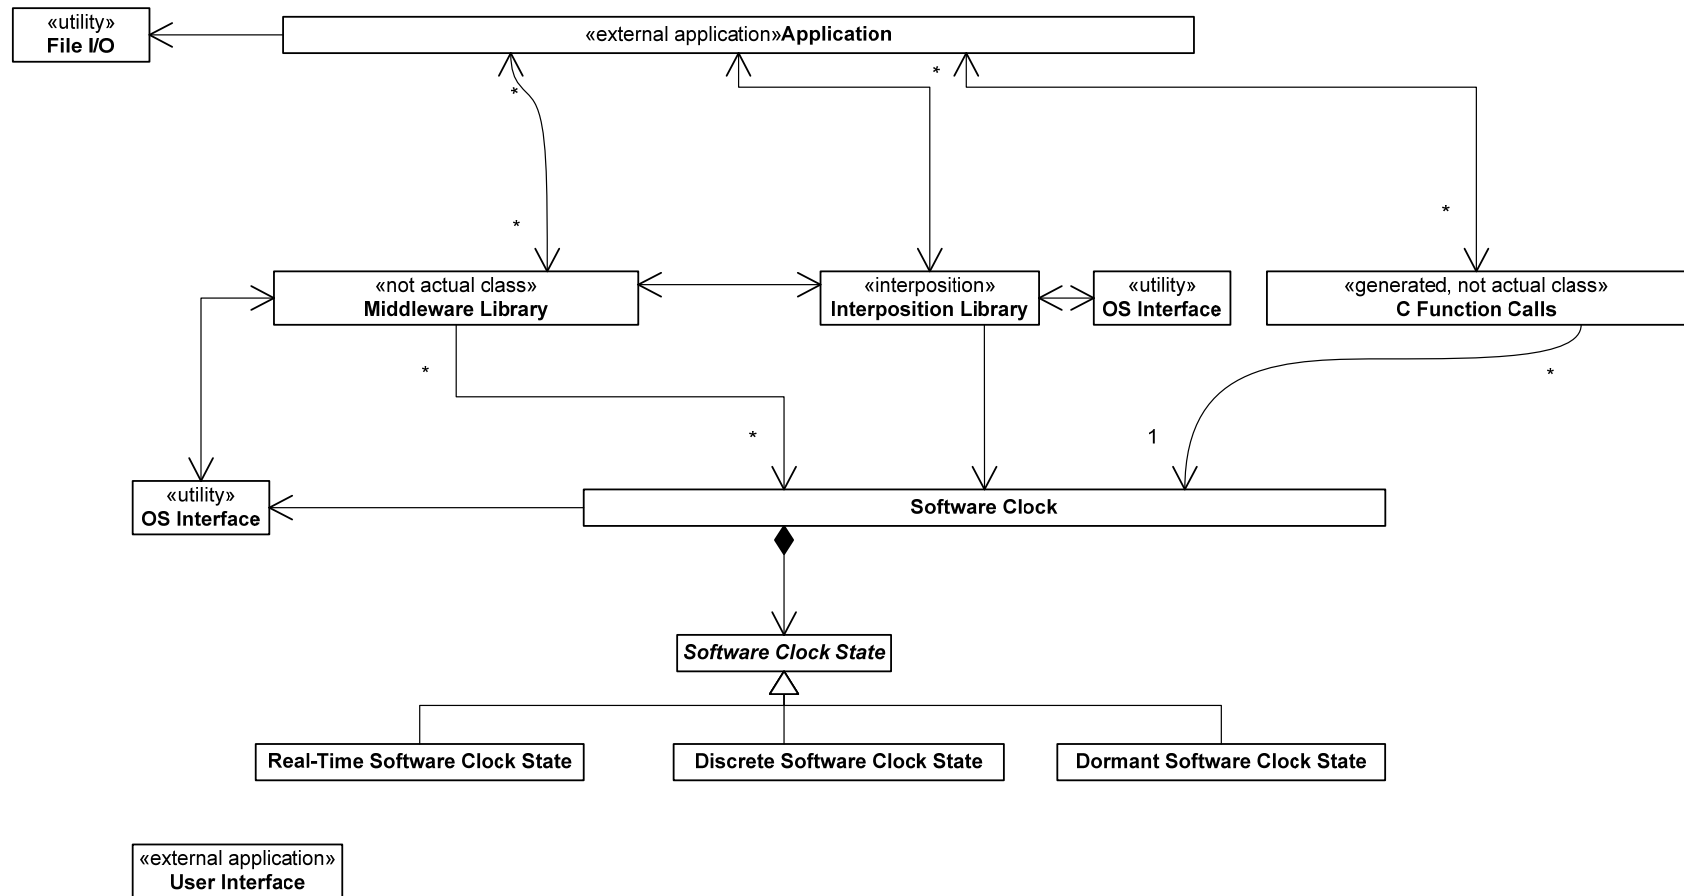 «utility»
File I/O
«external application»Application
*
*
*
*
«not actual class»
Middleware Library
«interposition»
Interposition Library
«utility»
OS Interface
«generated, not actual class»
C Function Calls
*
*
*
1
«utility»
OS Interface
Software Clock
Software Clock State
Real-Time Software Clock State
Discrete Software Clock State
Dormant Software Clock State
«external application»
User Interface